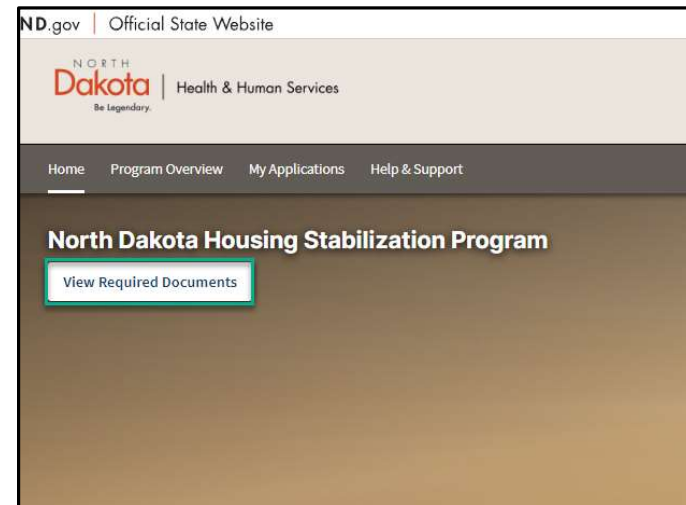 ND.gov | Official State Website
NORTH
Dakota | Health & Human Services
Be Legendary.
Home Program Overview My Applications Help & Support
North Dakota Housing Stabilization Program
View Required Documents